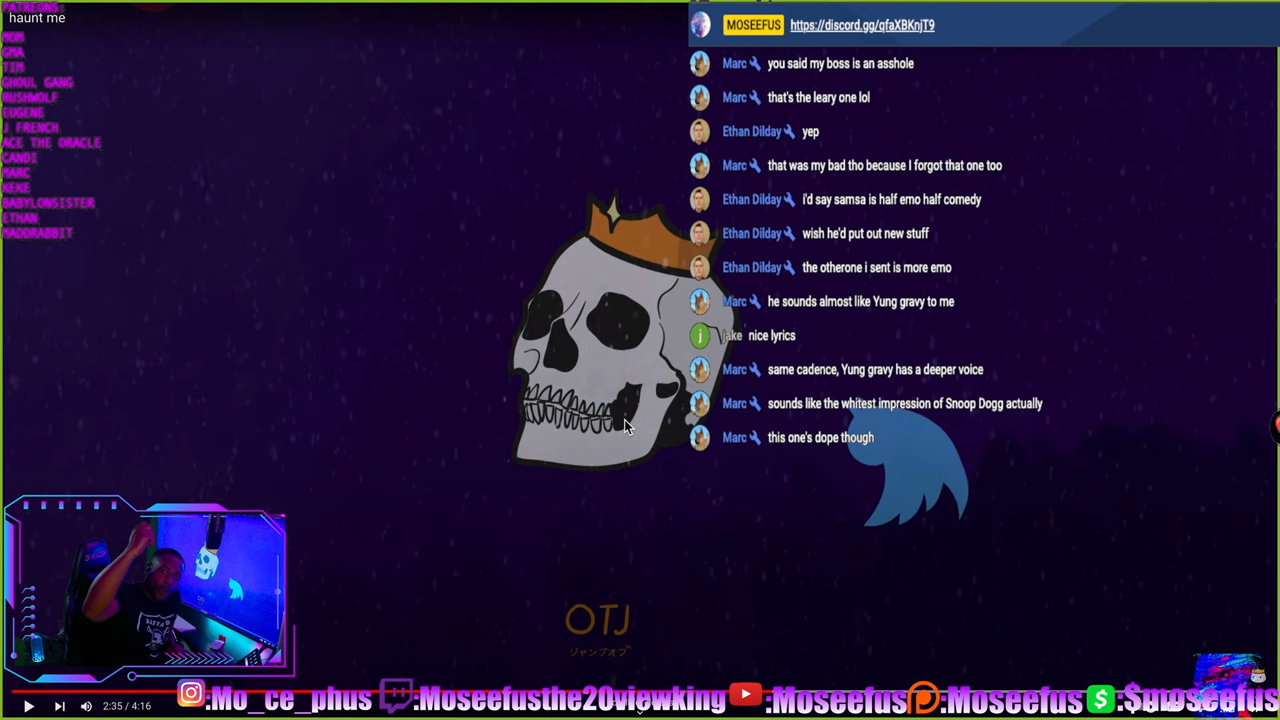 PATREONS:
haunt me
MOM
GMA
TIM
GHOUL GANG
RUSHWOLF
EUGENE
J FRENCH
ACE THE ORACLE
CANDI
MARC
KEKE
BABYLONSISTER
ETHAN
MADDRABBIT
MOSEEFUS https://discord.gg/qfaXBKnjT9
Marc you said my boss is an asshole
Marc that's the leary one lol
Ethan Dilday yep
Marc that was my bad tho because I forgot that one too
Ethan Dilday i'd say samsa is half emo half comedy
Ethan Dilday wish he'd put out new stuff
Ethan Dilday the otherone i sent is more emo
Marc he sounds almost like Yung gravy to me
j jake nice lyrics
Marc same cadence, Yung gravy has a deeper voice
Marc sounds like the whitest impression of Snoop Dogg actually
Marc this one's dope though
OTJ
ジャンプオブ
2:35 / 4:16
:Mo__ce_phus :Moseefusthe20viewking :Moseefus :Moseefus :$moseefus